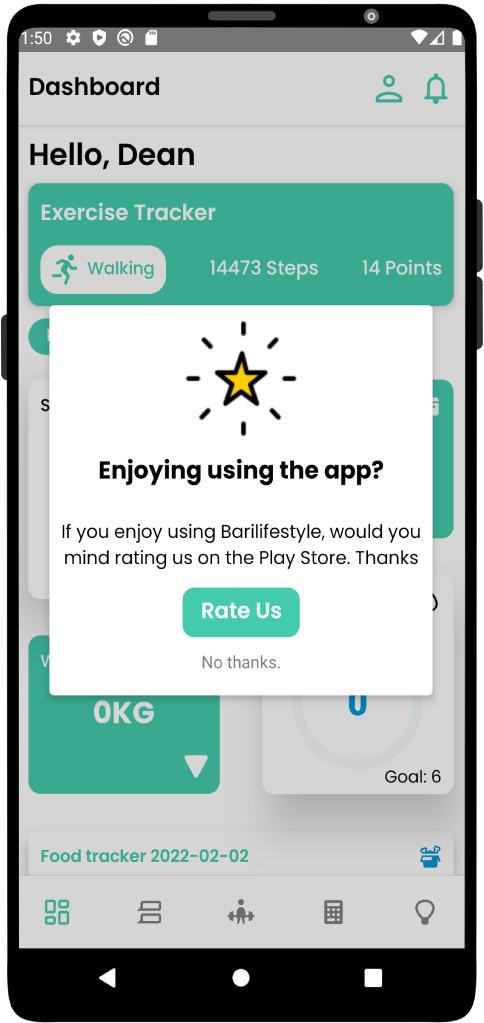 1:50
Dashboard
Hello, Dean
Exercise Tracker
Walking
14473 Steps
14 Points
Enjoying using the app?
If you enjoy using Barilifestyle, would you
mind rating us on the Play Store. Thanks
Rate Us
No thanks.
0KG
0
Goal: 6
Food tracker 2022-02-02